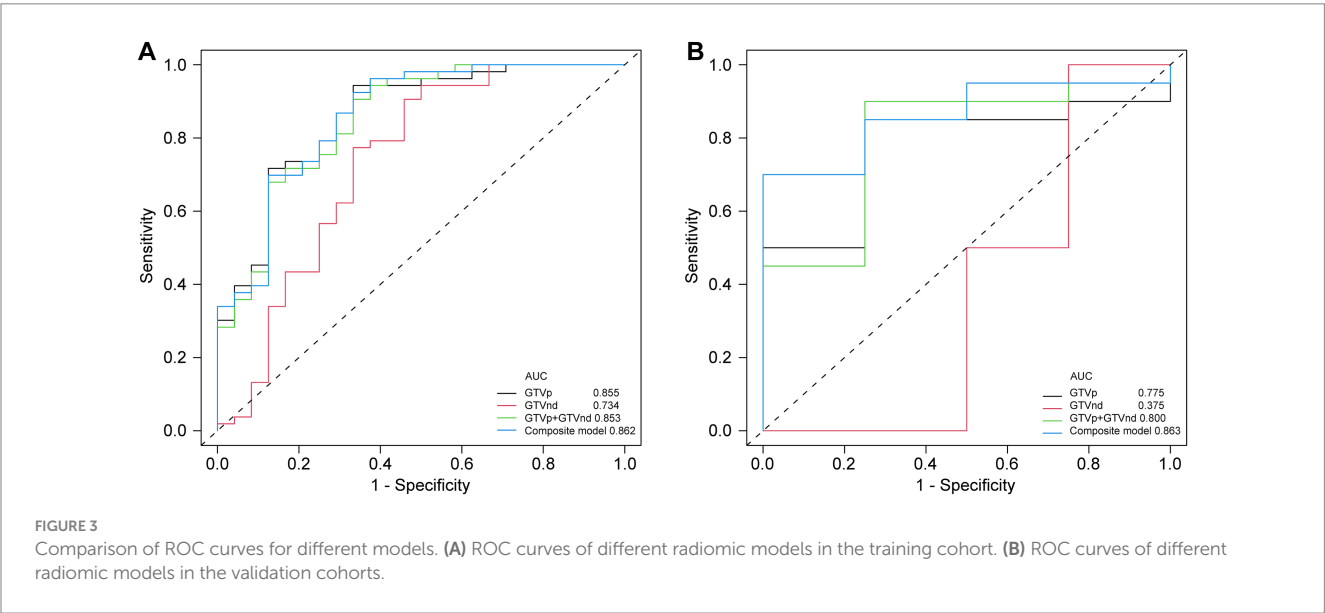 A
1.0
0.8
0.6
0.4
0.2
0.0
Sensitivity
AUC
GTVp 0.855
GTVnd 0.734
GTVp+GTVnd 0.853
Composite model 0.862
0.0 0.2 0.4 0.6 0.8 1.0
1 - Specificity
B
1.0
0.8
0.6
0.4
0.2
0.0
Sensitivity
AUC
GTVp 0.775
GTVnd 0.375
GTVp+GTVnd 0.800
Composite model 0.863
0.0 0.2 0.4 0.6 0.8 1.0
1 - Specificity
FIGURE 3
Comparison of ROC curves for different models. (A) ROC curves of different radiomic models in the training cohort. (B) ROC curves of different
radiomic models in the validation cohorts.